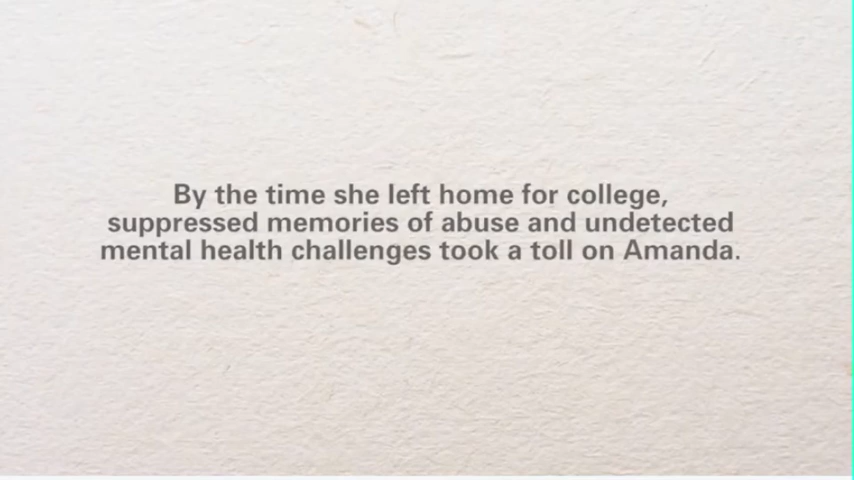 By the time she left home for college,
suppressed memories of abuse and undetected
mental health challenges took a toll on Amanda.